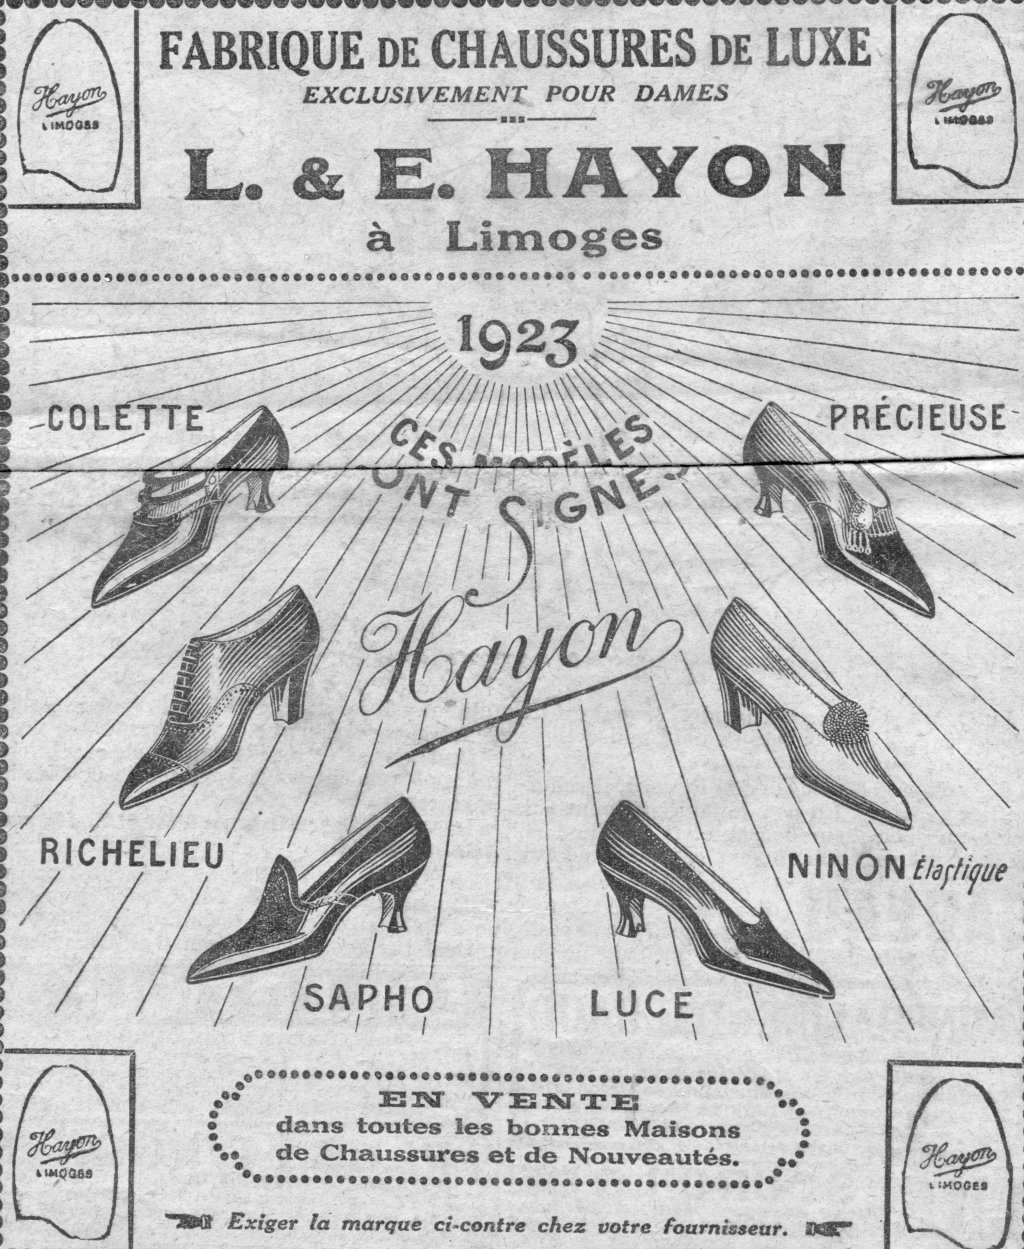 Hayon
LIMOGES
FABRIQUE DE CHAUSSURES DE LUXE
EXCLUSIVEMENT POUR DAMES
L. & E. HAYON
à Limoges
Hayon
LIMOGES
1923
COLETTE
PRÉCIEUSE
CES MODÈLES
SONT SIGNÉS
Hayon
RICHELIEU
NINON Élastique
SAPHO
LUCE
Hayon
LIMOGES
EN VENTE
dans toutes les bonnes Maisons
de Chaussures et de Nouveautés.
Exiger la marque ci-contre chez votre fournisseur.
Hayon
LIMOGES